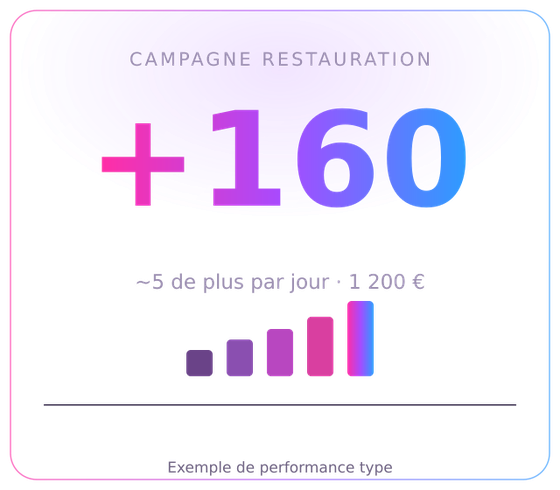 CAMPAGNE RESTAURATION
+160
~5 de plus par jour · 1 200 €
Exemple de performance type